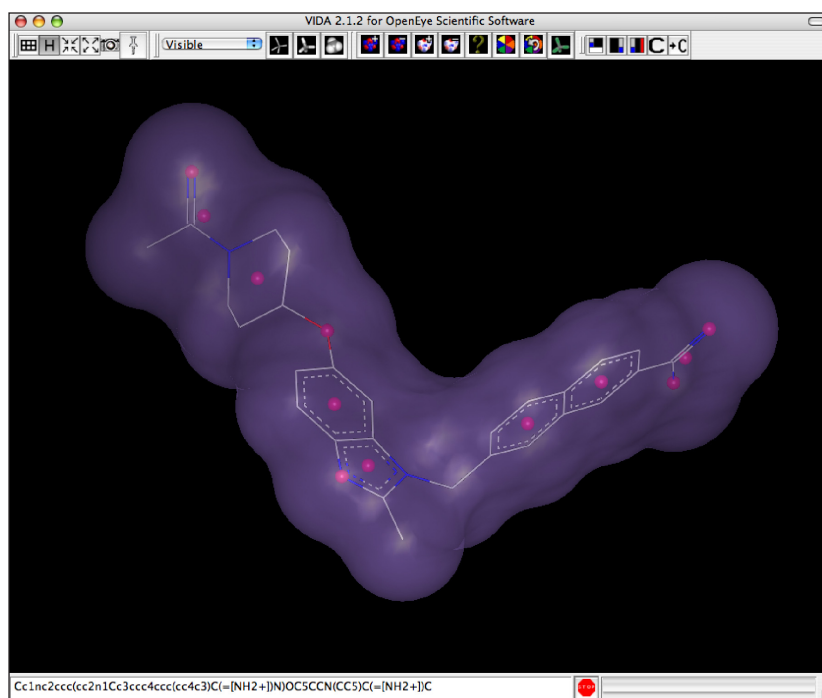 VIDA 2.1.2 for OpenEye Scientific Software
H Visible ? C →C
Cc1nc2ccc(cc2n1Cc3ccc4ccc(cc4c3)C(=[NH2+])N)OC5CCN(CC5)C(=[NH2+])C STOP